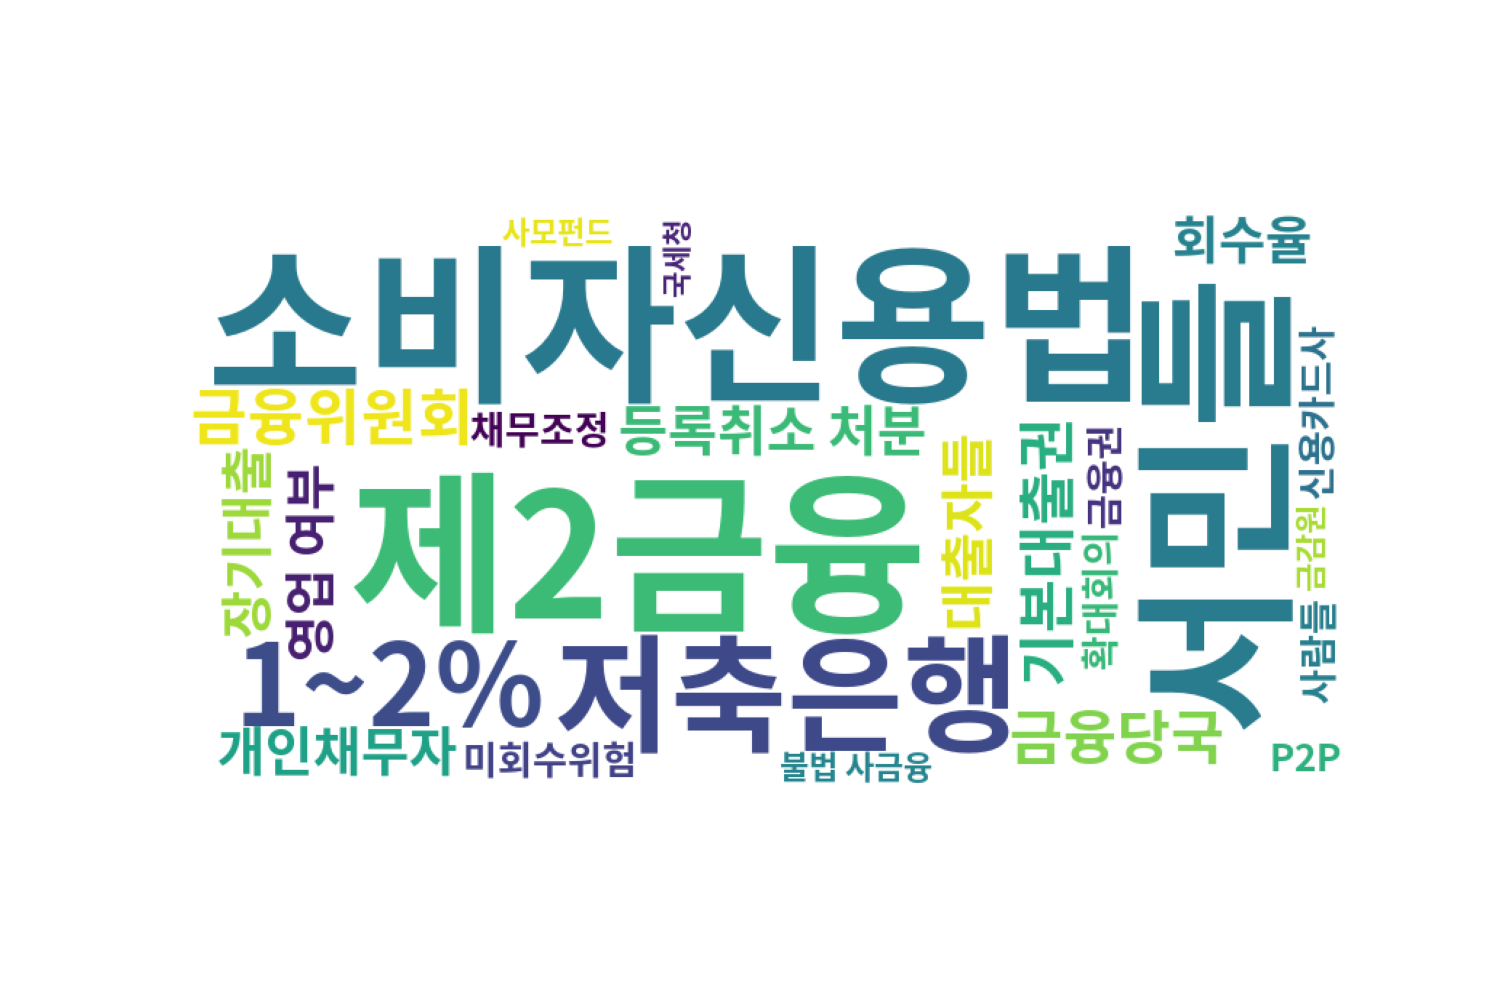 사모펀드
국세청
회수율
소비자신용법
서민들
신용카드사
금융위원회
채무조정
등록취소 처분
장기대출
영업 여부
제2금융
대출자들
기본대출권
금융권
확대회의
금감원
사람들
1~2%
저축은행
개인채무자
미회수위험
불법 사금융
금융당국
P2P